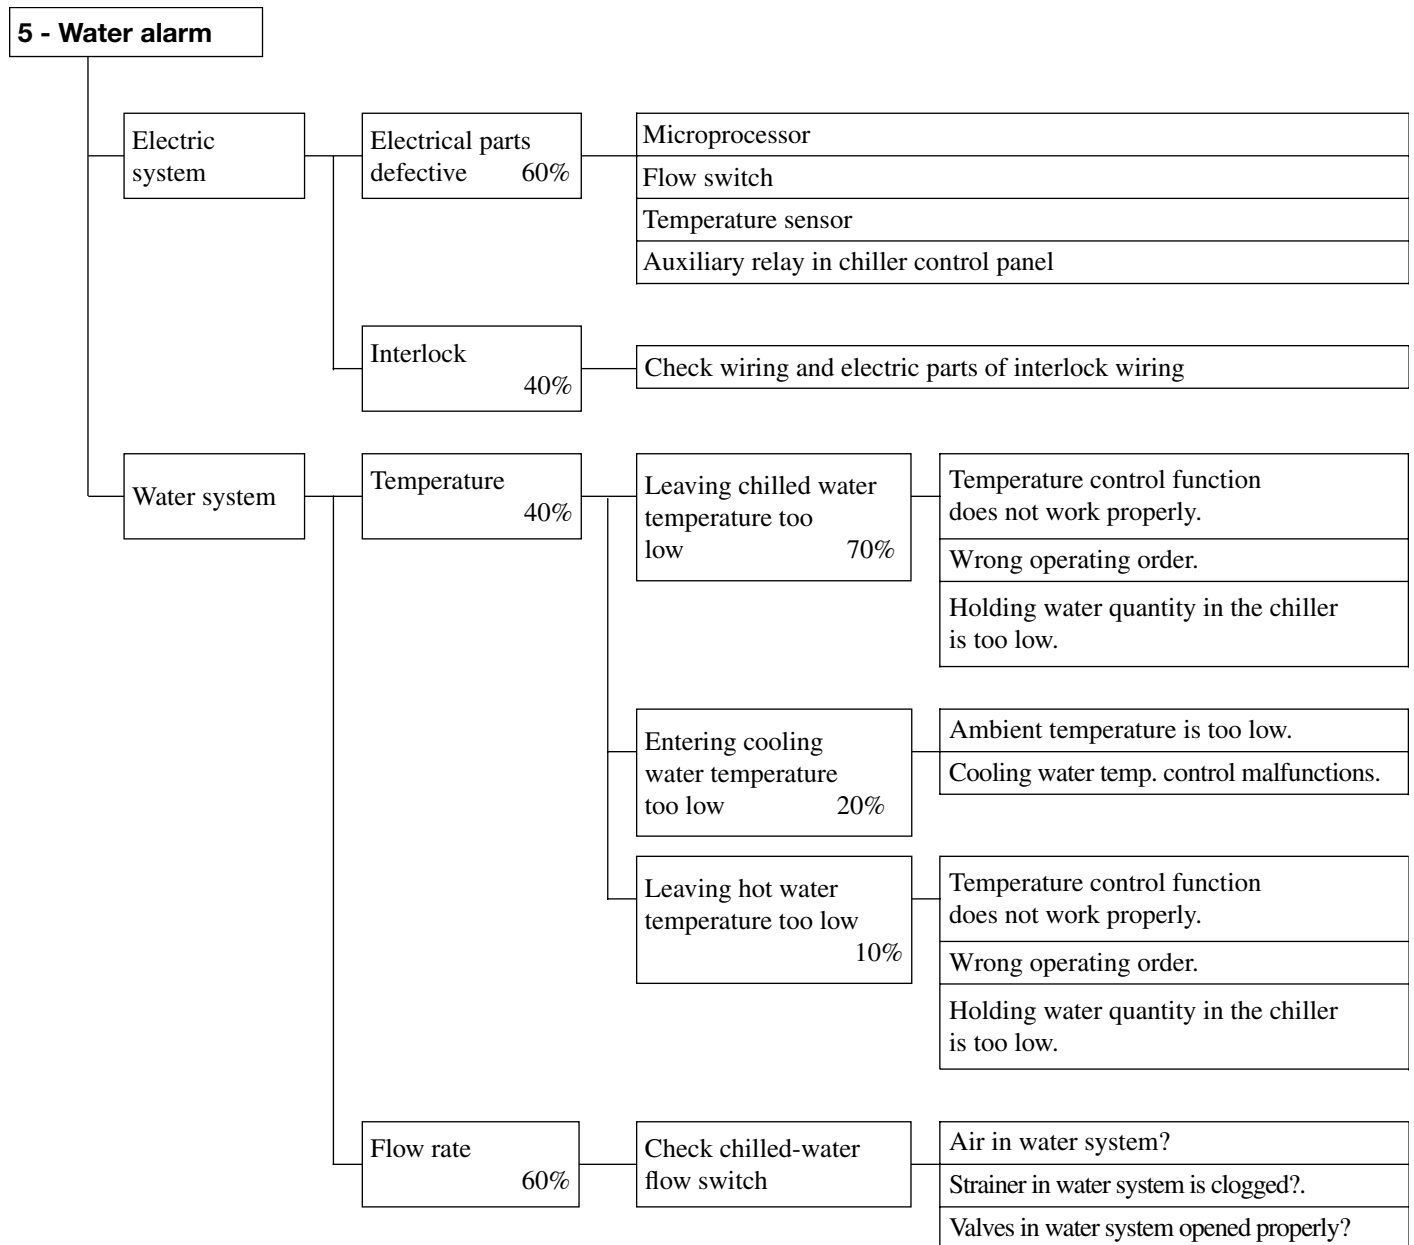 5 - Water alarm
Electric
system
Electrical parts
defective 60%
Microprocessor
Flow switch
Temperature sensor
Auxiliary relay in chiller control panel
Interlock
40%
Check wiring and electric parts of interlock wiring
Water system
Temperature
40%
Leaving chilled water
temperature too
low 70%
Temperature control function
does not work properly.
Wrong operating order.
Holding water quantity in the chiller
is too low.
Entering cooling
water temperature
too low 20%
Ambient temperature is too low.
Cooling water temp. control malfunctions.
Leaving hot water
temperature too low
10%
Temperature control function
does not work properly.
Wrong operating order.
Holding water quantity in the chiller
is too low.
Flow rate
60%
Check chilled-water
flow switch
Air in water system?
Strainer in water system is clogged?.
Valves in water system opened properly?